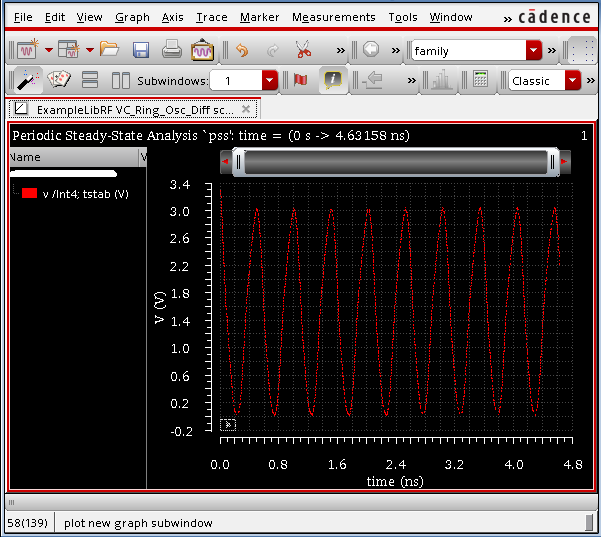 File Edit View Graph Axis Trace Marker Measurements Tools Window » cādence
» » » family »
Subwindows: 1 » » Classic »
ExampleLibRF VC_Ring_Osc_Diff sc...
Periodic Steady-State Analysis `pss': time = (0 s -> 4.63158 ns) 1
Name V
v /Int4; tstab (V)
3.4
3.0
2.6
2.2
1.8
1.4
1.0
0.6
0.2
-0.2
V (V)
0.0 0.8 1.6 2.4 3.2 4.0 4.8
time (ns)
58(139) plot new graph subwindow